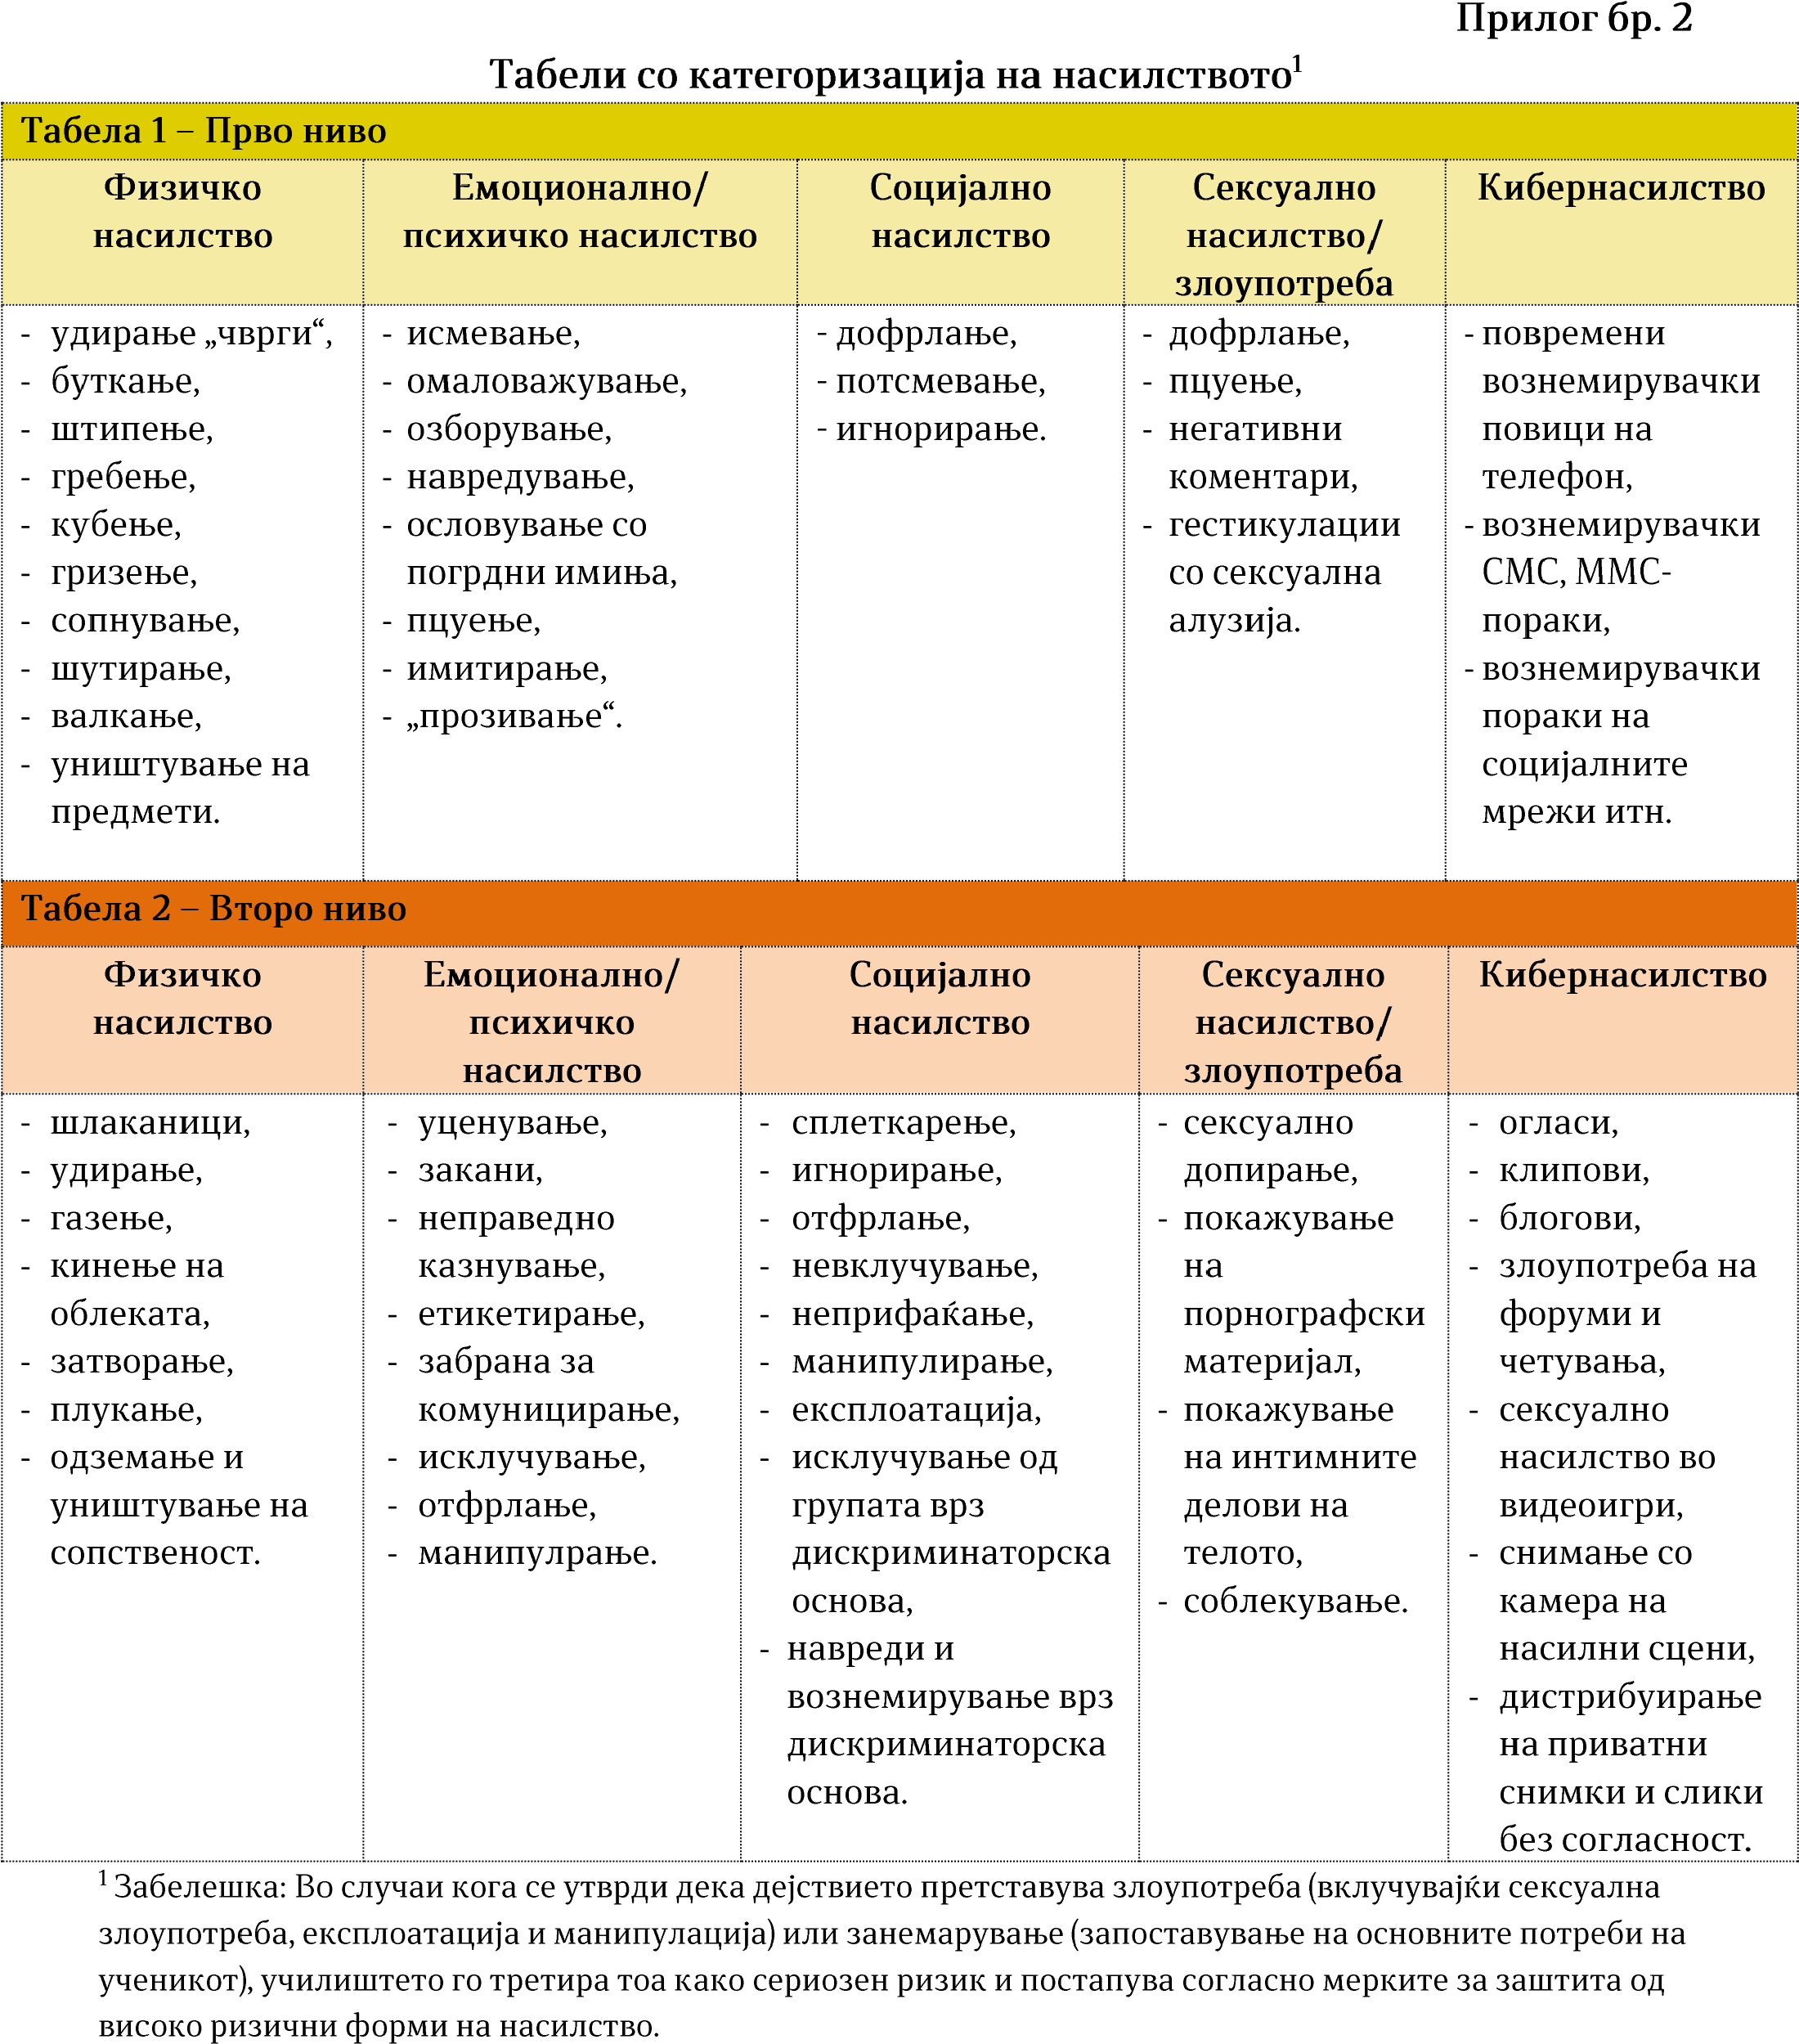 Прилог бр. 2
Табели со категоризација на насилството1
Табела 1 – Прво ниво
Физичко
насилство
Емоционално/
психичко насилство
Социјално
насилство
Сексуално
насилство/
злоупотреба
Кибернасилство
- удирање „чврги“,
- буткање,
- штипење,
- гребење,
- кубење,
- гризење,
- сопнување,
- шутирање,
- валкање,
- уништување на
предмети.
- исмевање,
- омаловажување,
- озборување,
- навредување,
- ословување со
погрдни имиња,
- пцуење,
- имитирање,
- „прозивање“.
- дофрлање,
- потсмевање,
- игнорирање.
- дофрлање,
- пцуење,
- негативни
коментари,
- гестикулации
со сексуална
алузија.
- повремени
вознемирувачки
повици на
телефон,
- вознемирувачки
СМС, ММС-
пораки,
- вознемирувачки
пораки на
социјалните
мрежи итн.
Табела 2 – Второ ниво
Физичко
насилство
Емоционално/
психичко
насилство
Социјално
насилство
Сексуално
насилство/
злоупотреба
Кибернасилство
- шлаканици,
- удирање,
- газење,
- кинење на
облеката,
- затворање,
- плукање,
- одземање и
уништување на
сопственост.
- уценување,
- закани,
- неправедно
казнување,
- етикетирање,
- забрана за
комуницирање,
- исклучување,
- отфрлање,
- манипулрање.
- сплеткарење,
- игнорирање,
- отфрлање,
- невклучување,
- неприфаќање,
- манипулирање,
- експлоатација,
- исклучување од
групата врз
дискриминаторска
основа,
- навреди и
вознемирување врз
дискриминаторска
основа.
- сексуално
допирање,
- покажување
на
порнографски
материјал,
- покажување
на интимните
делови на
телото,
- соблекување.
- огласи,
- клипови,
- блогови,
- злоупотреба на
форуми и
четувања,
- сексуално
насилство во
видеоигри,
- снимање со
камера на
насилни сцени,
- дистрибуирање
на приватни
снимки и слики
без согласност.
1 Забелешка: Во случаи кога се утврди дека дејствието претставува злоупотреба (вклучувајќи сексуална
злоупотреба, експлоатација и манипулација) или занемарување (запоставување на основните потреби на
ученикот), училиштето го третира тоа како сериозен ризик и постапува согласно мерките за заштита од
високо ризични форми на насилство.